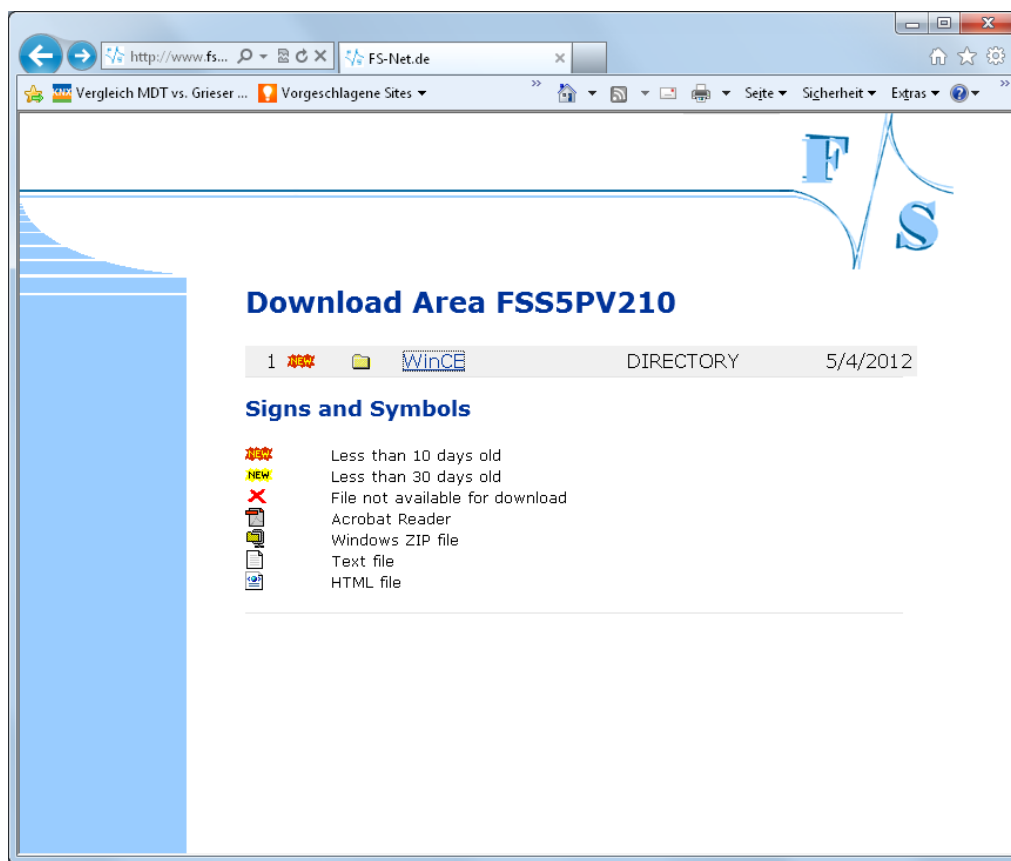 http://www.fs...
FS-Net.de
Vergleich MDT vs. Grieser ...
Vorgeschlagene Sites
Seite
Sicherheit
Extras
F
S
Download Area FSS5PV210
1 NEW WinCE DIRECTORY 5/4/2012
Signs and Symbols
NEW Less than 10 days old
NEW Less than 30 days old
File not available for download
Acrobat Reader
Windows ZIP file
Text file
HTML file